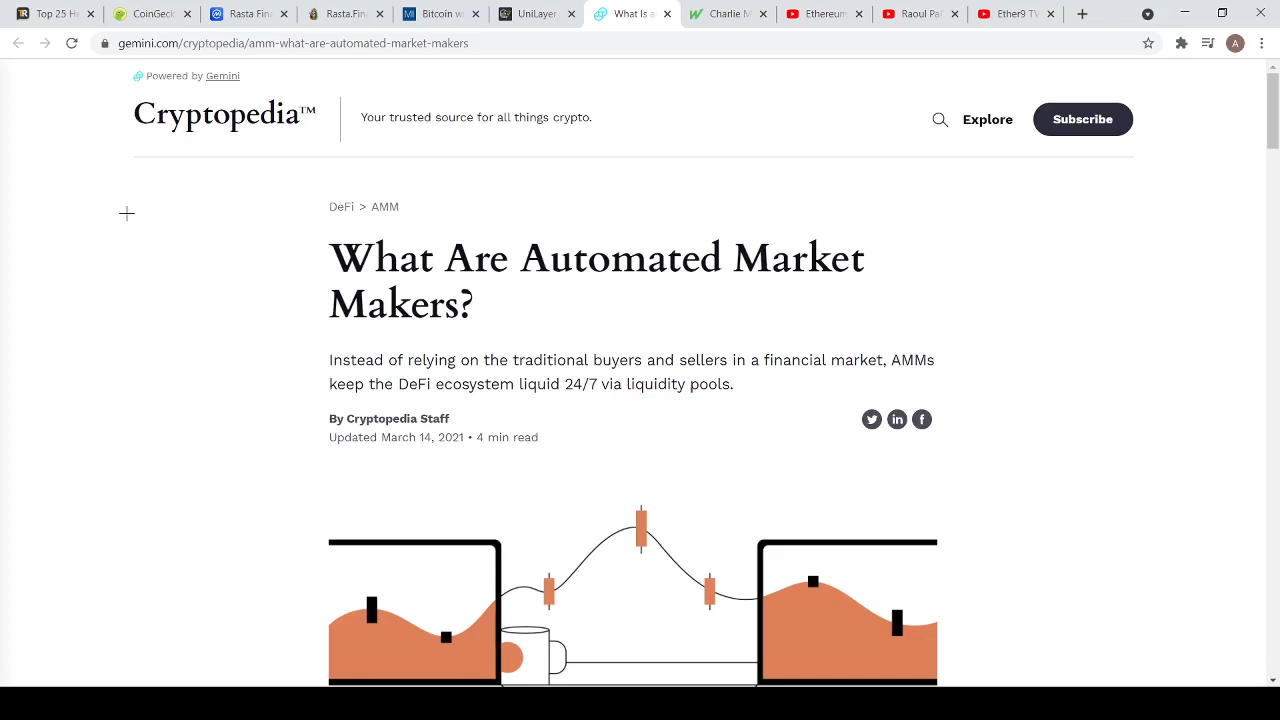 Top 25 He
CoinGeck
Rasta Fin
Rasta.Fina
Bitcoin w
UniLayer
What Is a
Charlie M
Ethereum
Raoul Pal
Ether9 TV
gemini.com/cryptopedia/amm-what-are-automated-market-makers
A
Powered by Gemini
Cryptopedia™
Your trusted source for all things crypto.
Explore
Subscribe
DeFi > AMM
What Are Automated Market
Makers?
Instead of relying on the traditional buyers and sellers in a financial market, AMMs
keep the DeFi ecosystem liquid 24/7 via liquidity pools.
By Cryptopedia Staff
Updated March 14, 2021 • 4 min read